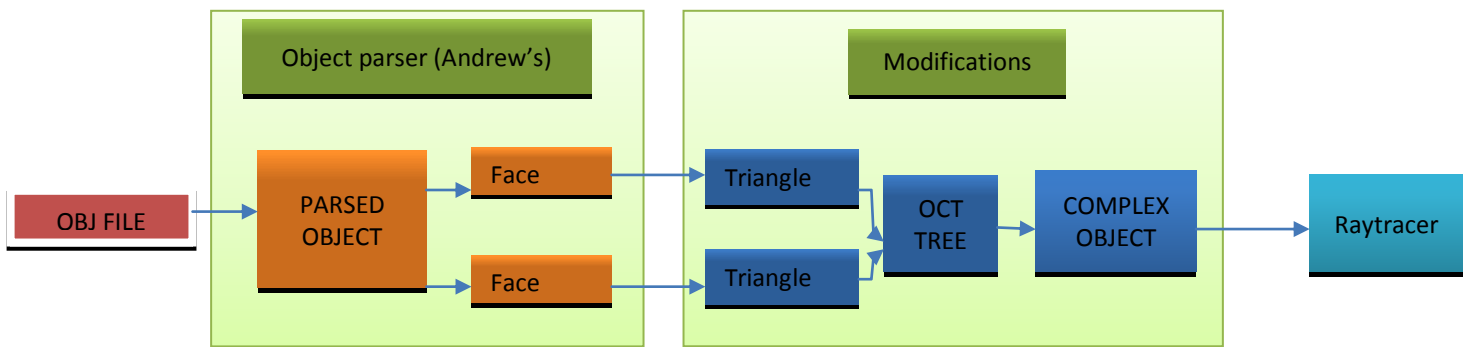 Object parser (Andrew’s)
Modifications
OBJ FILE
PARSED
OBJECT
Face
Face
Triangle
Triangle
OCT
TREE
COMPLEX
OBJECT
Raytracer